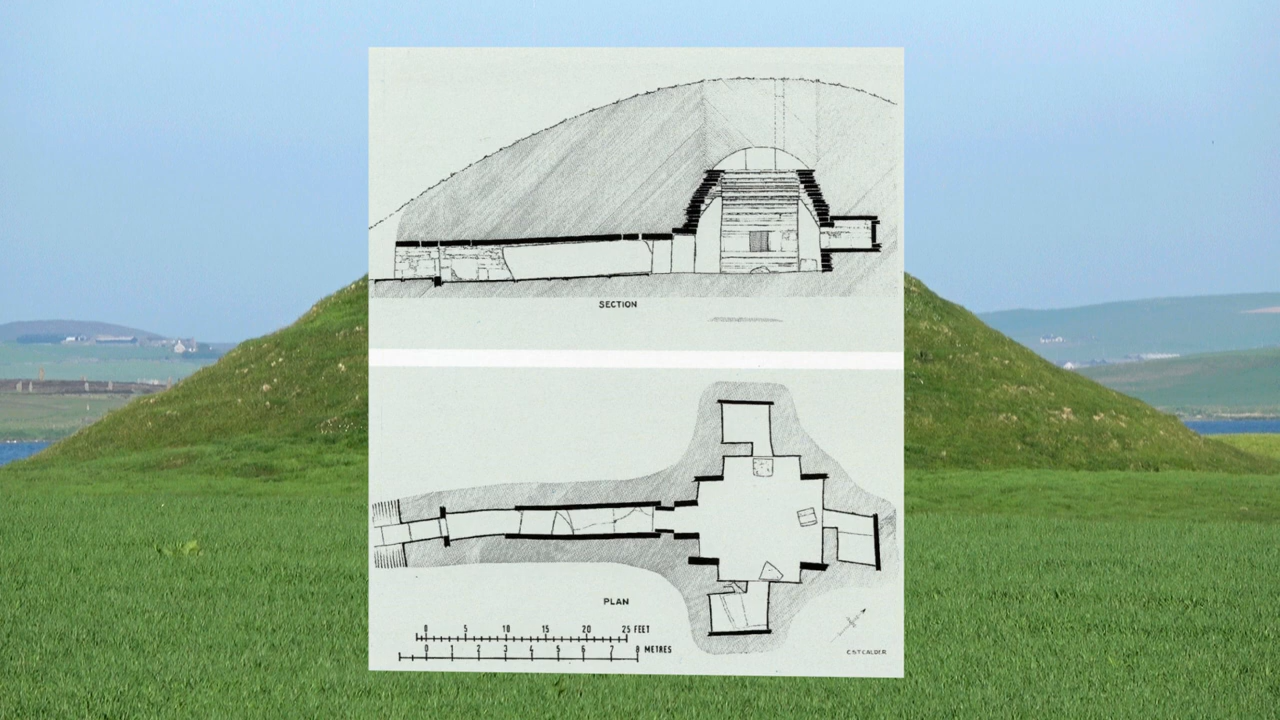 SECTION
PLAN
0 5 10 15 20 25 FEET
0 1 2 3 4 5 6 7 8 METRES
C.S.T. CALDER